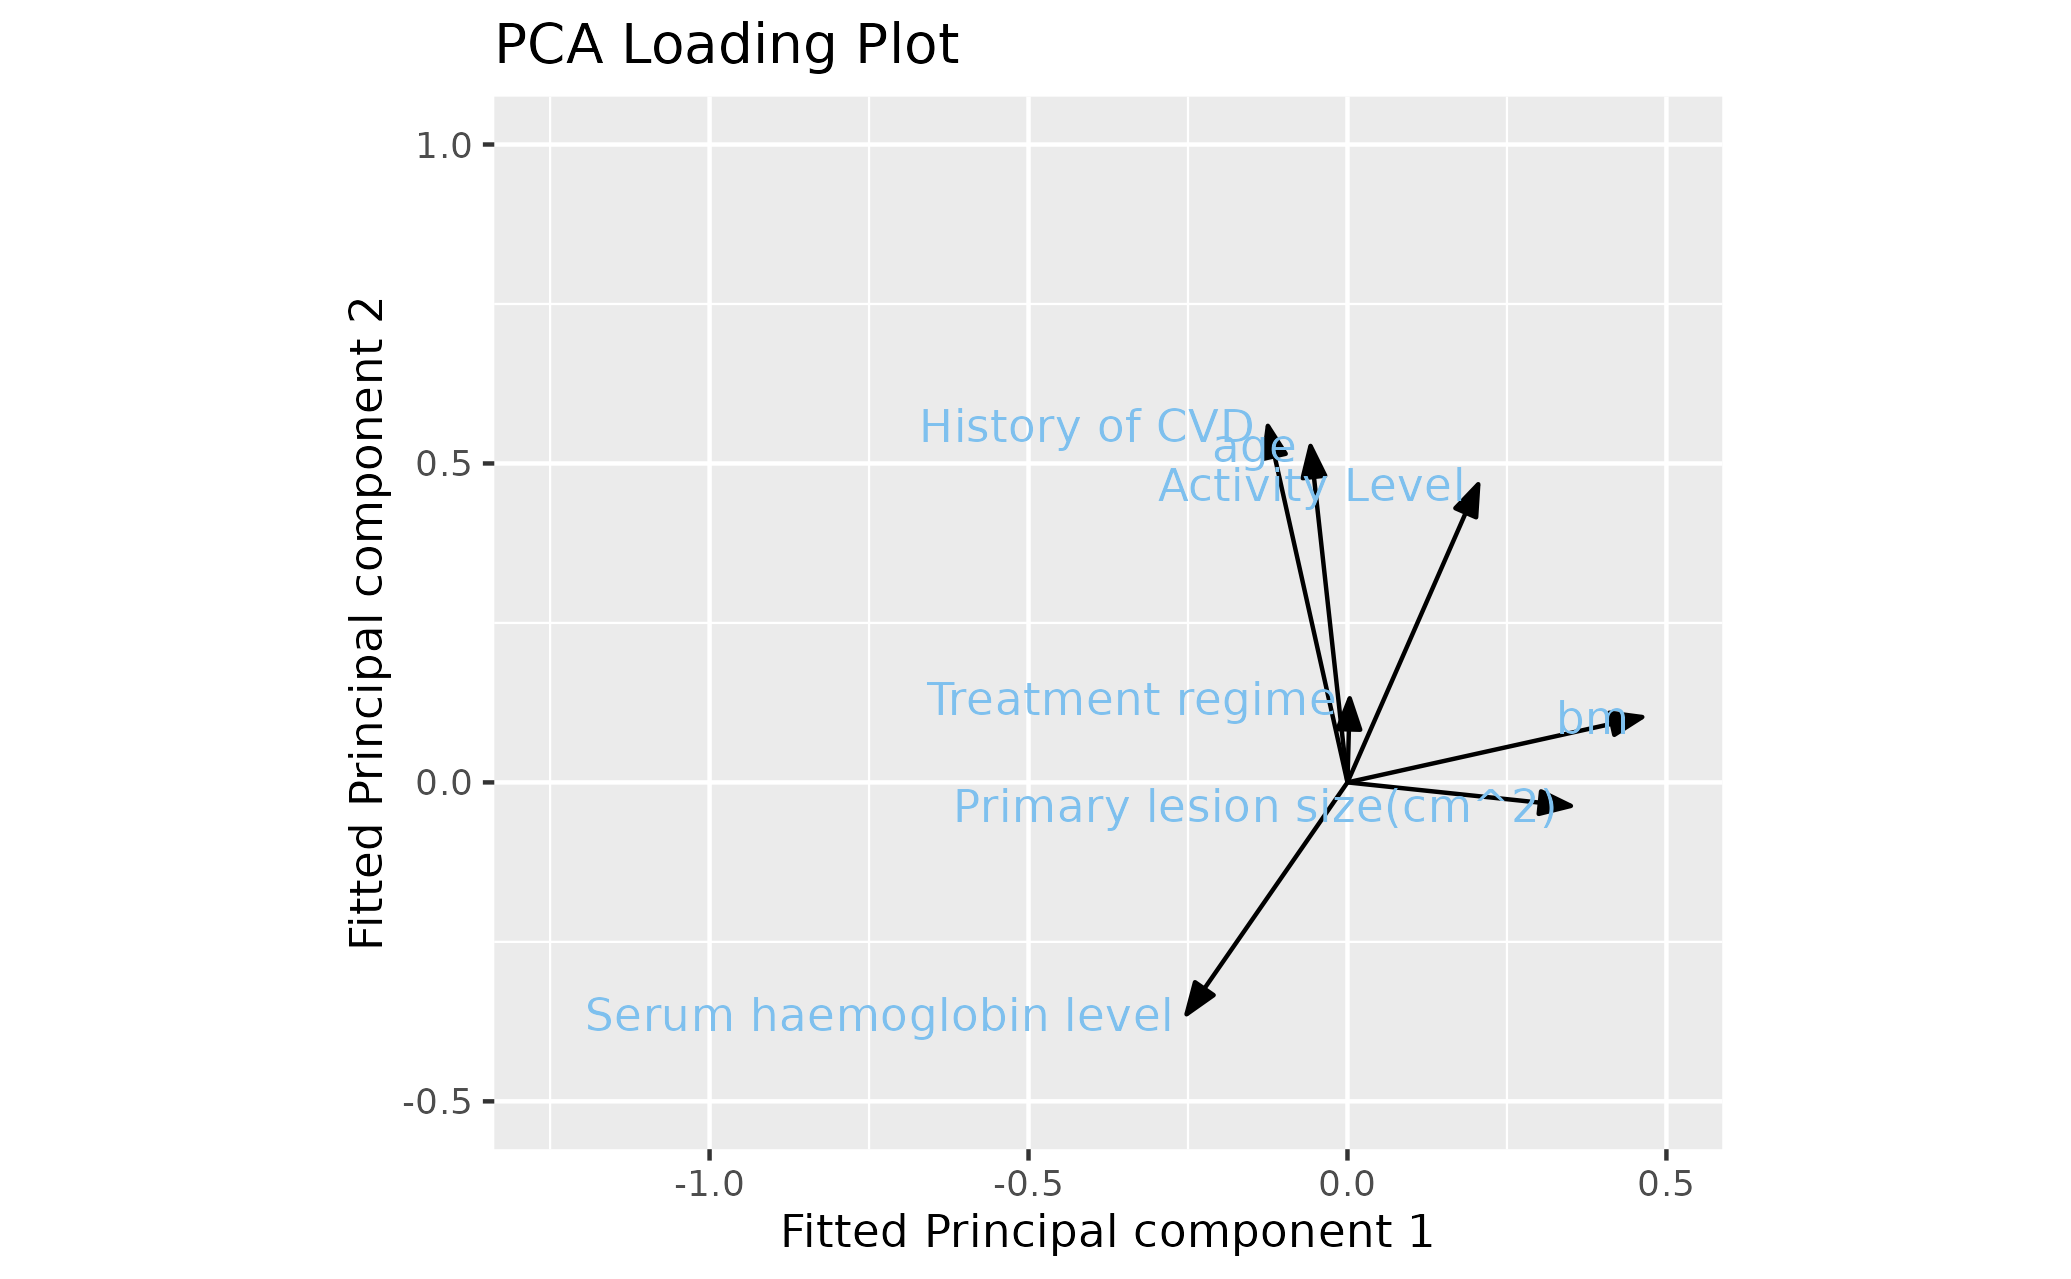 PCA Loading Plot
1.0
0.5
0.0
-0.5
Fitted Principal component 2
History of CVD
age
Activity Level
Treatment regime
bm
Primary lesion size(cm^2)
Serum haemoglobin level
-1.0 -0.5 0.0 0.5
Fitted Principal component 1